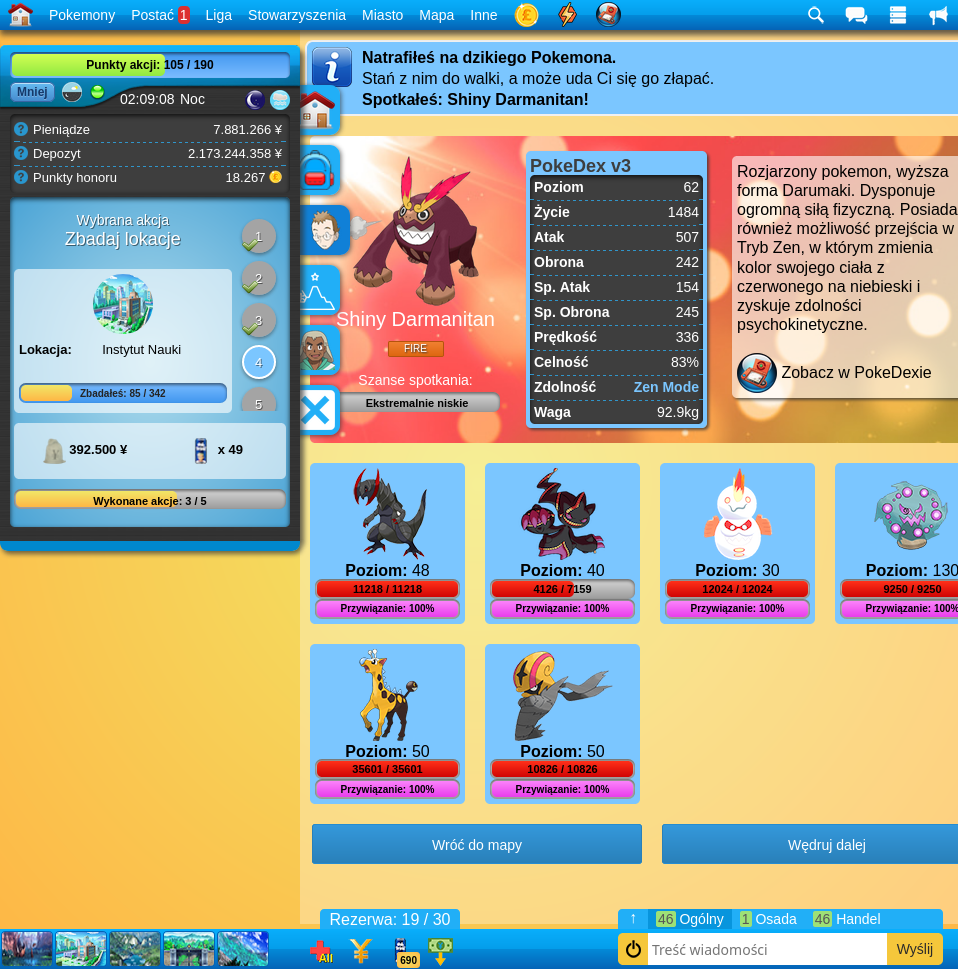 Pokemony Postać 1 Liga Stowarzyszenia Miasto Mapa Inne
Punkty akcji: 105 / 190
Mniej
02:09:08 Noc
Pieniądze 7.881.266 ¥
Depozyt 2.173.244.358 ¥
Punkty honoru 18.267
Wybrana akcja
Zbadaj lokacje
1
2
3
4
5
Lokacja: Instytut Nauki
Zbadałeś: 85 / 342
392.500 ¥ x 49
Wykonane akcje: 3 / 5
Natrafiłeś na dzikiego Pokemona.
Stań z nim do walki, a może uda Ci się go złapać.
Spotkałeś: Shiny Darmanitan!
Shiny Darmanitan
FIRE
Szanse spotkania:
Ekstremalnie niskie
PokeDex v3
Poziom 62
Życie 1484
Atak 507
Obrona 242
Sp. Atak 154
Sp. Obrona 245
Prędkość 336
Celność 83%
Zdolność Zen Mode
Waga 92.9kg
Rozjarzony pokemon, wyższa
forma Darumaki. Dysponuje
ogromną siłą fizyczną. Posiada
również możliwość przejścia w
Tryb Zen, w którym zmienia
kolor swojego ciała z
czerwonego na niebieski i
zyskuje zdolności
psychokinetyczne.
Zobacz w PokeDexie
Poziom: 48
11218 / 11218
Przywiązanie: 100%
Poziom: 40
4126 / 7159
Przywiązanie: 100%
Poziom: 30
12024 / 12024
Przywiązanie: 100%
Poziom: 130
9250 / 9250
Przywiązanie: 100%
Poziom: 50
35601 / 35601
Przywiązanie: 100%
Poziom: 50
10826 / 10826
Przywiązanie: 100%
Wróć do mapy
Wędruj dalej
Rezerwa: 19 / 30
↑ 46 Ogólny 1 Osada 46 Handel
All
690
Treść wiadomości Wyślij